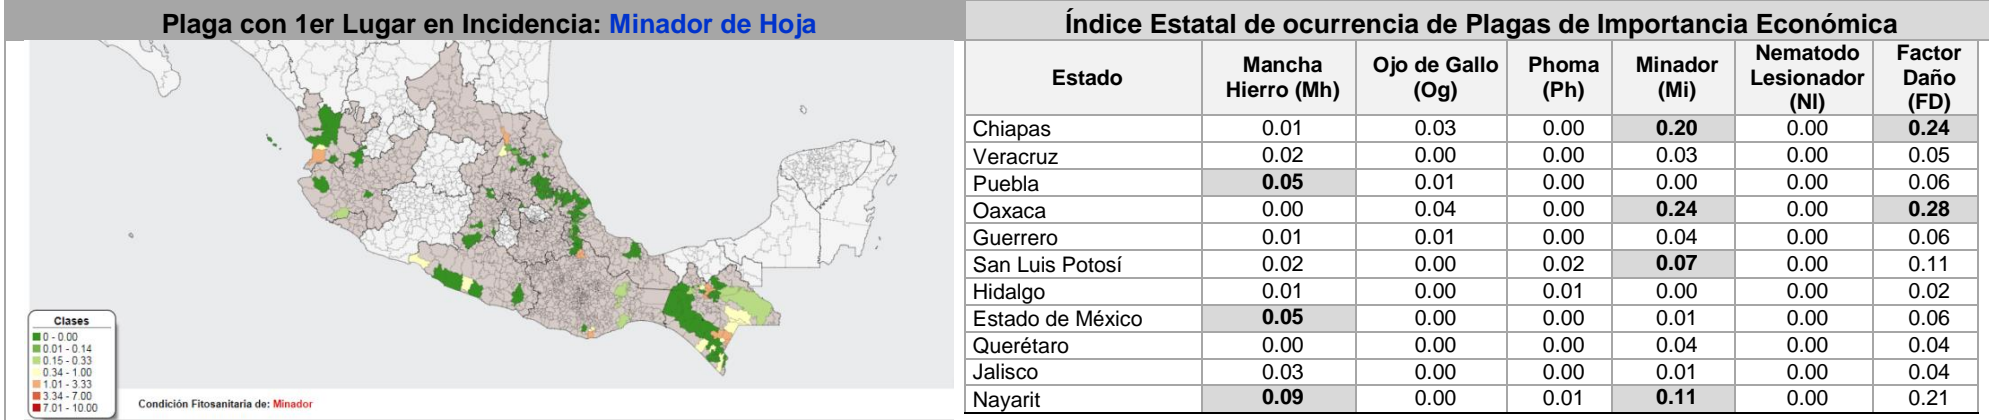 Plaga con 1er Lugar en Incidencia: Minador de Hoja
Clases
0 - 0.00
0.01 - 0.14
0.15 - 0.33
0.34 - 1.00
1.01 - 3.33
3.34 - 7.00
7.01 - 10.00
Condición Fitosanitaria de: Minador
Índice Estatal de ocurrencia de Plagas de Importancia Económica
Estado Mancha Hierro (Mh) Ojo de Gallo (Og) Phoma (Ph) Minador (Mi) Nematodo Lesionador (Nl) Factor Daño (FD)
Chiapas 0.01 0.03 0.00 0.20 0.00 0.24
Veracruz 0.02 0.00 0.00 0.03 0.00 0.05
Puebla 0.05 0.01 0.00 0.00 0.00 0.06
Oaxaca 0.00 0.04 0.00 0.24 0.00 0.28
Guerrero 0.01 0.01 0.00 0.04 0.00 0.06
San Luis Potosí 0.02 0.00 0.02 0.07 0.00 0.11
Hidalgo 0.01 0.00 0.01 0.00 0.00 0.02
Estado de México 0.05 0.00 0.00 0.01 0.00 0.06
Querétaro 0.00 0.00 0.00 0.04 0.00 0.04
Jalisco 0.03 0.00 0.00 0.01 0.00 0.04
Nayarit 0.09 0.00 0.01 0.11 0.00 0.21